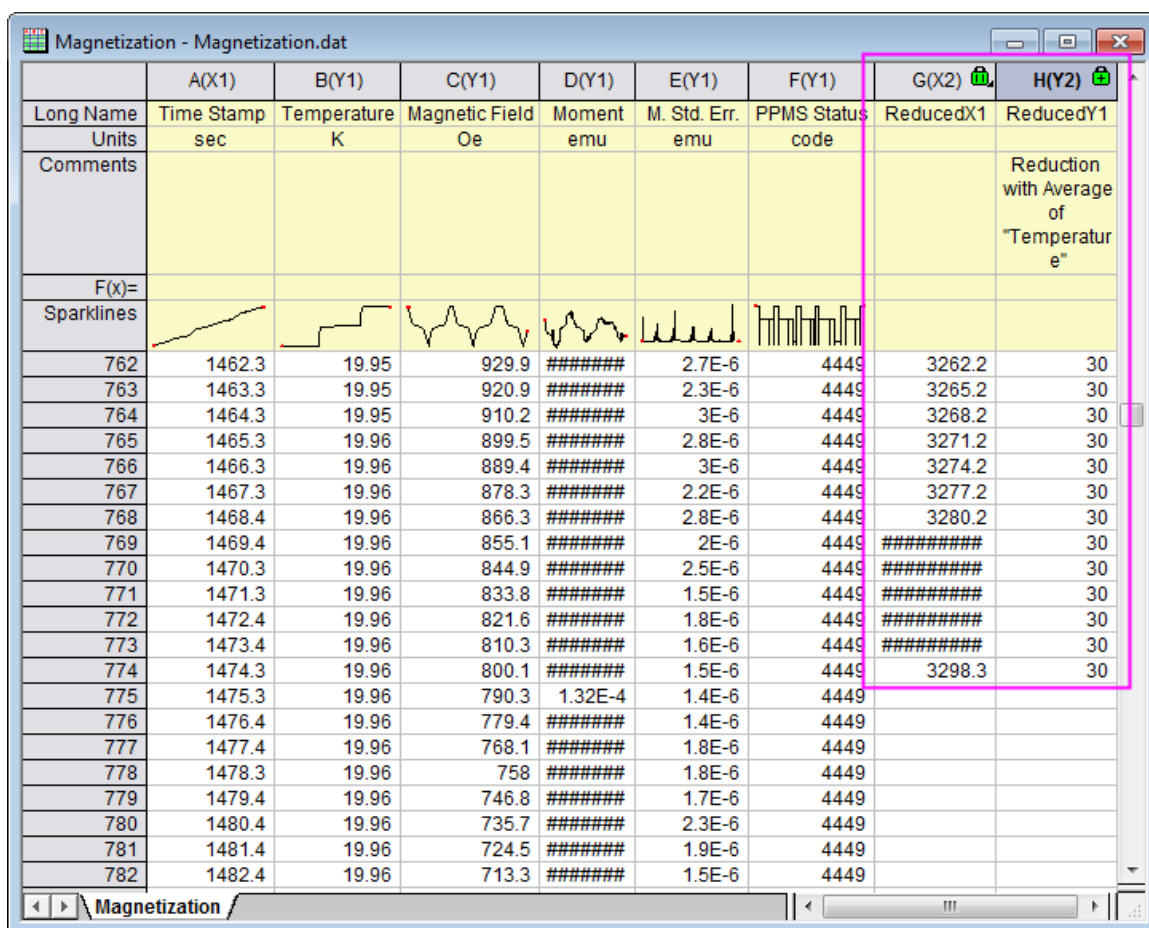 Magnetization - Magnetization.dat
A(X1) B(Y1) C(Y1) D(Y1) E(Y1) F(Y1) G(X2) H(Y2)
Long Name Time Stamp Temperature Magnetic Field Moment M. Std. Err. PPMS Status ReducedX1 ReducedY1
Units sec K Oe emu emu code
Comments Reduction
with Average
of
"Temperatur
e"
F(x)=
Sparklines
762 1462.3 19.95 929.9 ####### 2.7E-6 4449 3262.2 30
763 1463.3 19.95 920.9 ####### 2.3E-6 4449 3265.2 30
764 1464.3 19.95 910.2 ####### 3E-6 4449 3268.2 30
765 1465.3 19.96 899.5 ####### 2.8E-6 4449 3271.2 30
766 1466.3 19.96 889.4 ####### 3E-6 4449 3274.2 30
767 1467.3 19.96 878.3 ####### 2.2E-6 4449 3277.2 30
768 1468.4 19.96 866.3 ####### 2.8E-6 4449 3280.2 30
769 1469.4 19.96 855.1 ####### 2E-6 4449 ######### 30
770 1470.3 19.96 844.9 ####### 2.5E-6 4449 ######### 30
771 1471.3 19.96 833.8 ####### 1.5E-6 4449 ######### 30
772 1472.4 19.96 821.6 ####### 1.8E-6 4449 ######### 30
773 1473.4 19.96 810.3 ####### 1.6E-6 4449 ######### 30
774 1474.3 19.96 800.1 ####### 1.5E-6 4449 3298.3 30
775 1475.3 19.96 790.3 1.32E-4 1.4E-6 4449
776 1476.4 19.96 779.4 ####### 1.4E-6 4449
777 1477.4 19.96 768.1 ####### 1.8E-6 4449
778 1478.3 19.96 758 ####### 1.8E-6 4449
779 1479.4 19.96 746.8 ####### 1.7E-6 4449
780 1480.4 19.96 735.7 ####### 2.3E-6 4449
781 1481.4 19.96 724.5 ####### 1.9E-6 4449
782 1482.4 19.96 713.3 ####### 1.5E-6 4449
Magnetization